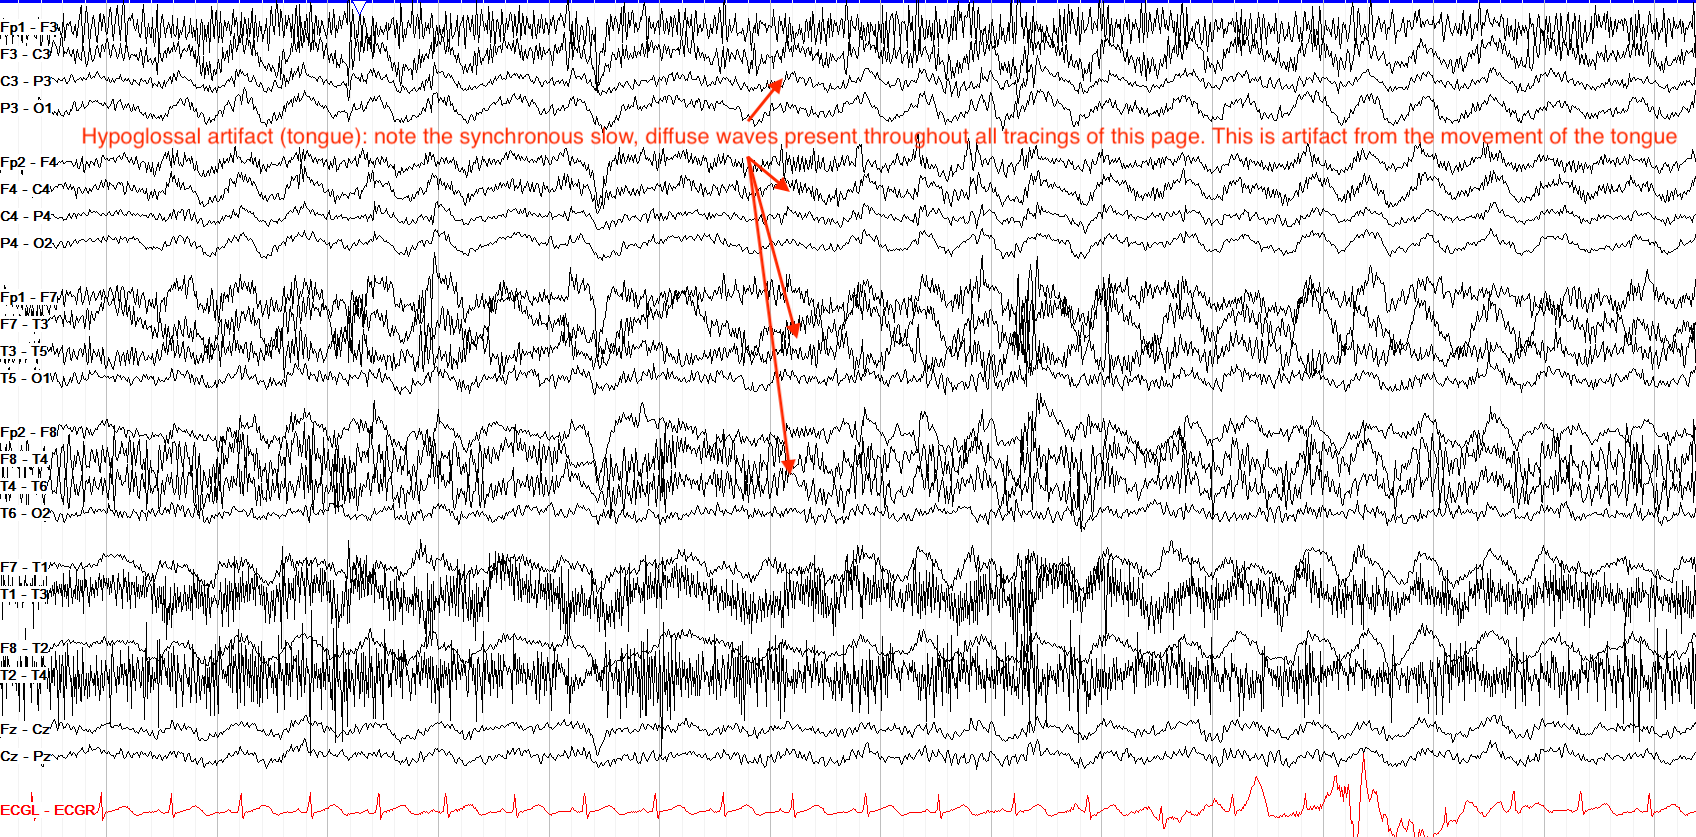 Fp1 - F3
F3 - C3
C3 - P3
P3 - O1
Hypoglossal artifact (tongue): note the synchronous slow, diffuse waves present throughout all tracings of this page. This is artifact from the movement of the tongue
Fp2 - F4
F4 - C4
C4 - P4
P4 - O2
Fp1 - F7
F7 - T3
T3 - T5
T5 - O1
Fp2 - F8
F8 - T4
T4 - T6
T6 - O2
F7 - T1
T1 - T3
F8 - T2
T2 - T4
Fz - Cz
Cz - Pz
ECGL - ECGR